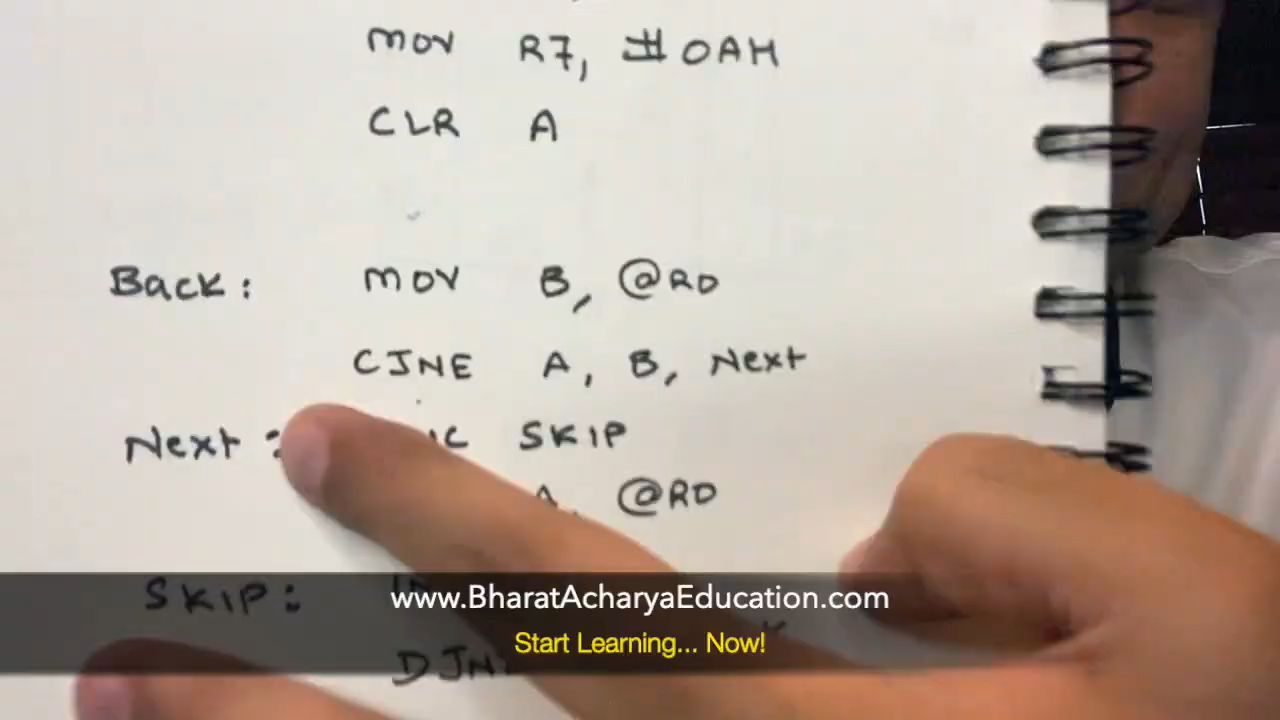 MOV R7, #0AH
CLR A
Back: MOV B, @R0
CJNE A, B, Next
Next: SKIP
A, @R0
SKIP:
www.BharatAcharyaEducation.com
Start Learning... Now!